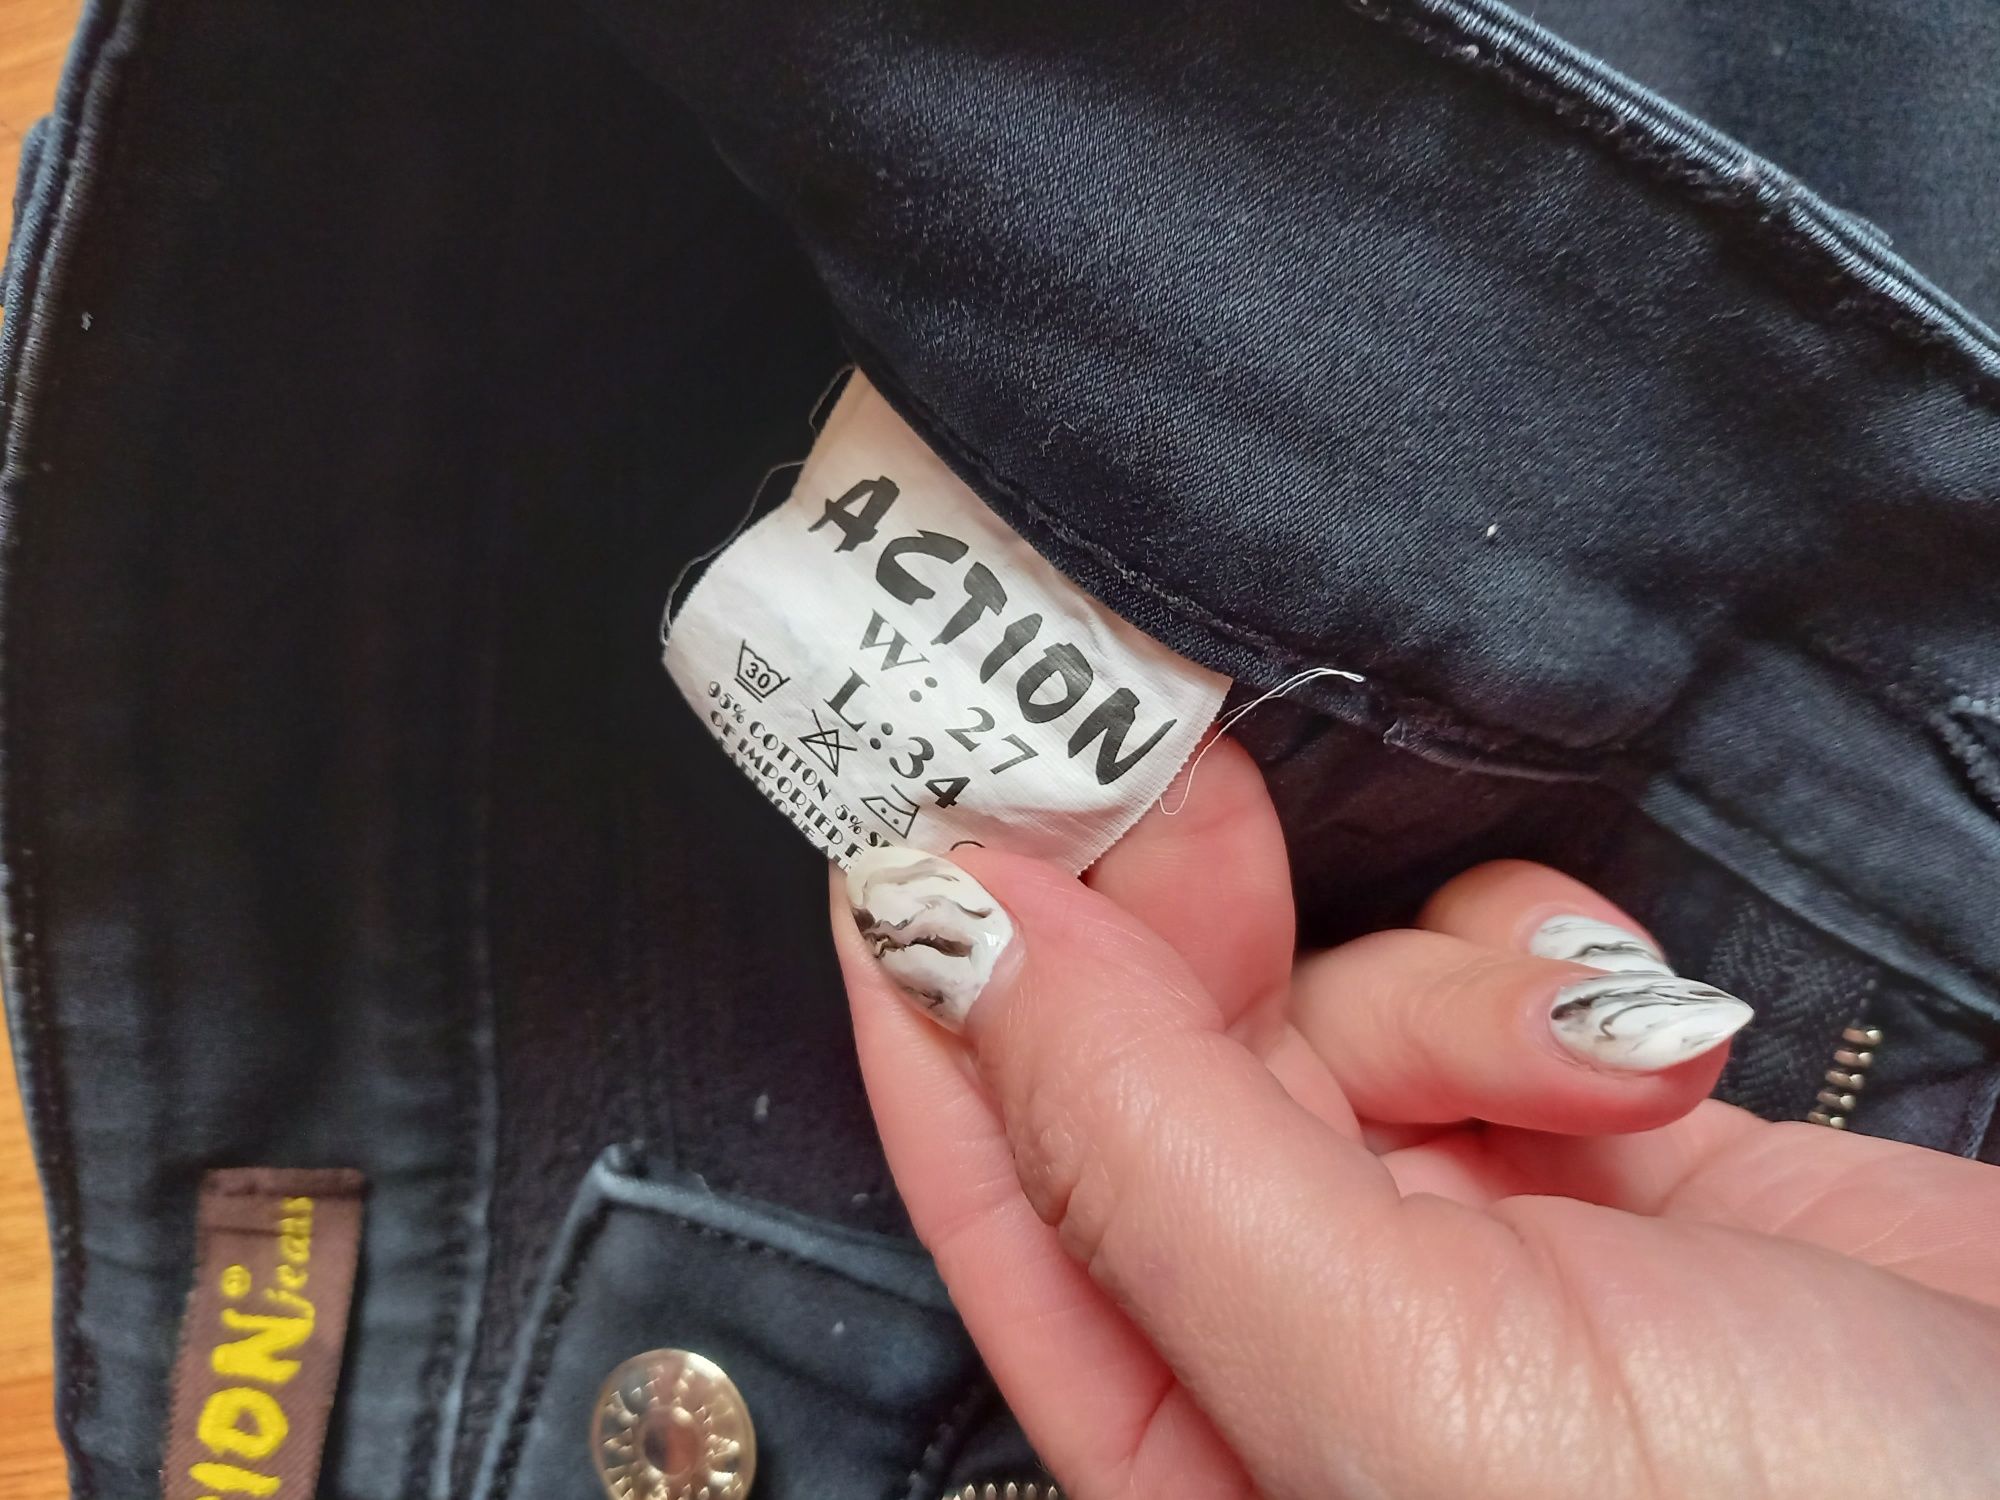 ACTION
W: 27
L: 34
30
95% COTTON 5%
OF IMPORTED
ION® jeans